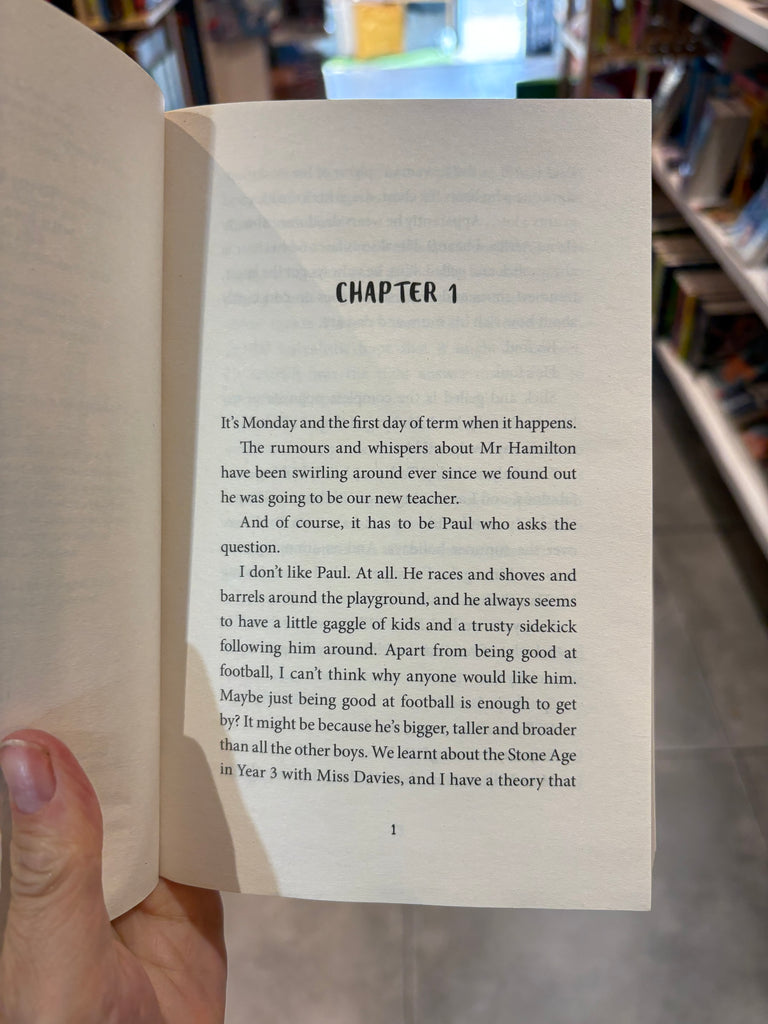 CHAPTER 1
It's Monday and the first day of term when it happens.
The rumours and whispers about Mr Hamilton
have been swirling around ever since we found out
he was going to be our new teacher.
And of course, it has to be Paul who asks the
question.
I don't like Paul. At all. He races and shoves and
barrels around the playground, and he always seems
to have a little gaggle of kids and a trusty sidekick
following him around. Apart from being good at
football, I can't think why anyone would like him.
Maybe just being good at football is enough to get
by? It might be because he's bigger, taller and broader
than all the other boys. We learnt about the Stone Age
in Year 3 with Miss Davies, and I have a theory that
1